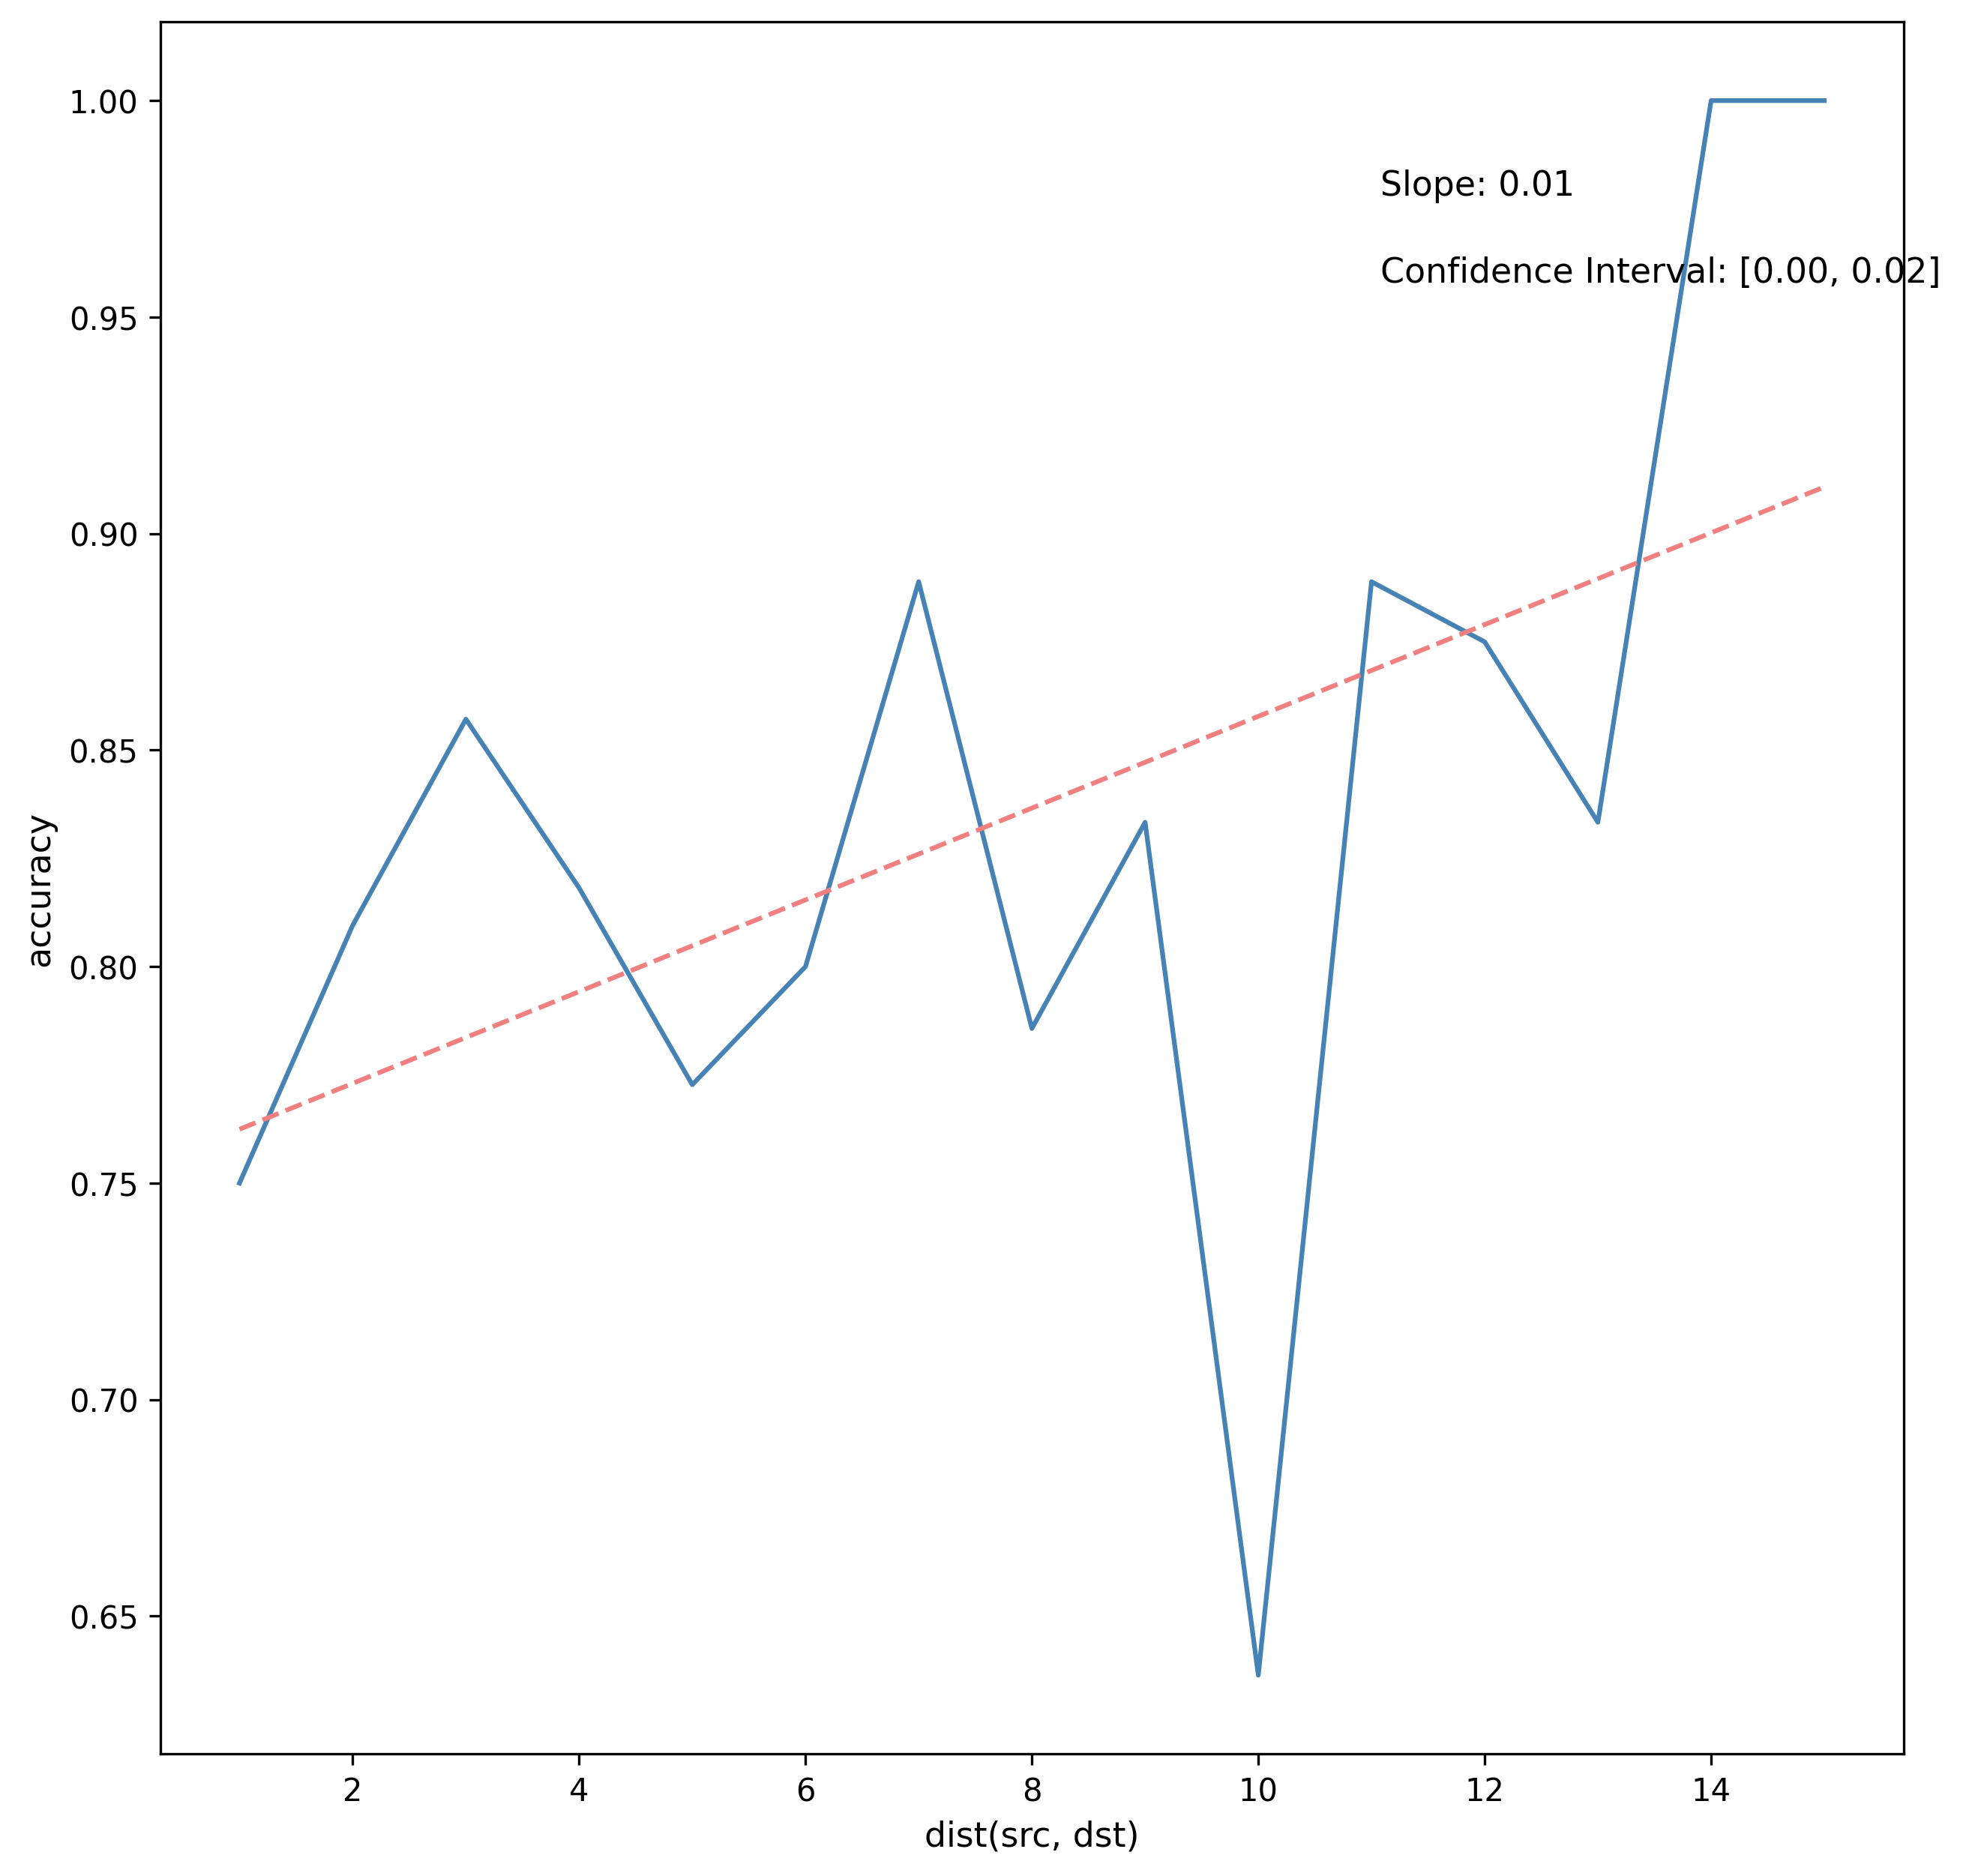 1.00
0.95
0.90
0.85
0.80
0.75
0.70
0.65
accuracy
Slope: 0.01
Confidence Interval: [0.00, 0.02]
2 4 6 8 10 12 14
dist(src, dst)